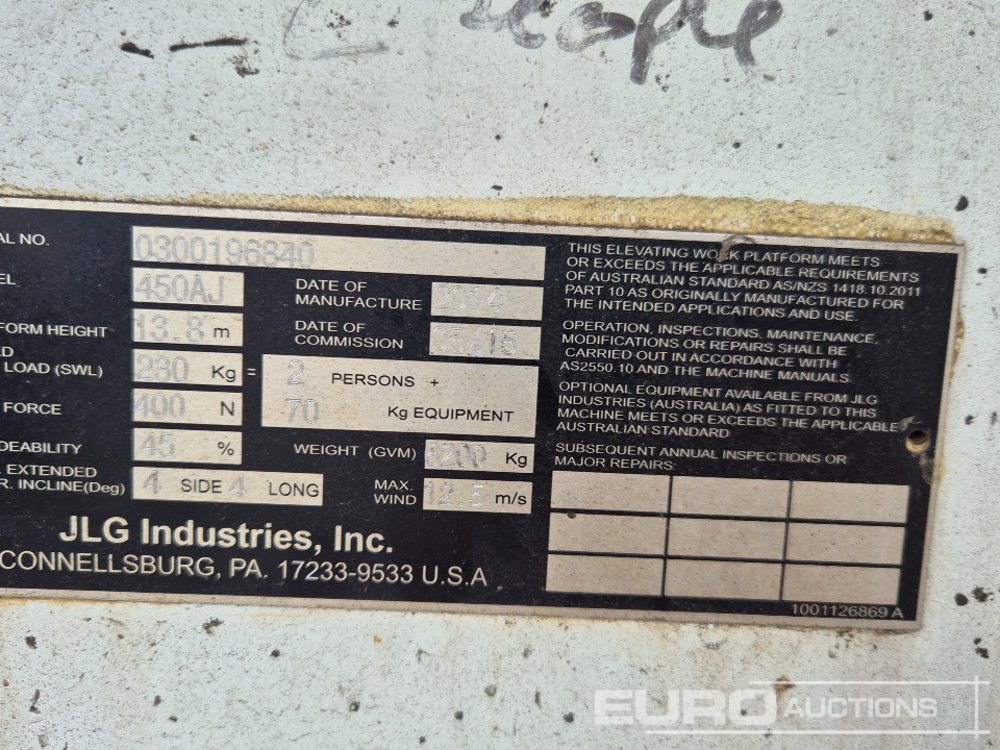 AL NO. 0300196840
EL 450AJ
DATE OF MANUFACTURE 2014
FORM HEIGHT 13.8 m
DATE OF COMMISSION 05/15
D
LOAD (SWL) 230 Kg = 2 PERSONS +
70 Kg EQUIPMENT
FORCE 400 N
DEABILITY 45 %
WEIGHT (GVM) 6200 Kg
. EXTENDED
R. INCLINE(Deg) 4 SIDE 4 LONG
MAX. WIND 12.5 m/s
JLG Industries, Inc.
CONNELLSBURG, PA. 17233-9533 U.S.A
THIS ELEVATING WORK PLATFORM MEETS
OR EXCEEDS THE APPLICABLE REQUIREMENTS
OF AUSTRALIAN STANDARD AS/NZS 1418.10.2011
PART 10 AS ORIGINALLY MANUFACTURED FOR
THE INTENDED APPLICATIONS AND USE.
OPERATION, INSPECTIONS, MAINTENANCE,
MODIFICATIONS OR REPAIRS SHALL BE
CARRIED OUT IN ACCORDANCE WITH
AS2550.10 AND THE MACHINE MANUALS.
OPTIONAL EQUIPMENT AVAILABLE FROM JLG
INDUSTRIES (AUSTRALIA) AS FITTED TO THIS
MACHINE MEETS OR EXCEEDS THE APPLICABLE
AUSTRALIAN STANDARD
SUBSEQUENT ANNUAL INSPECTIONS OR
MAJOR REPAIRS:
1001126869 A
EURO AUCTIONS